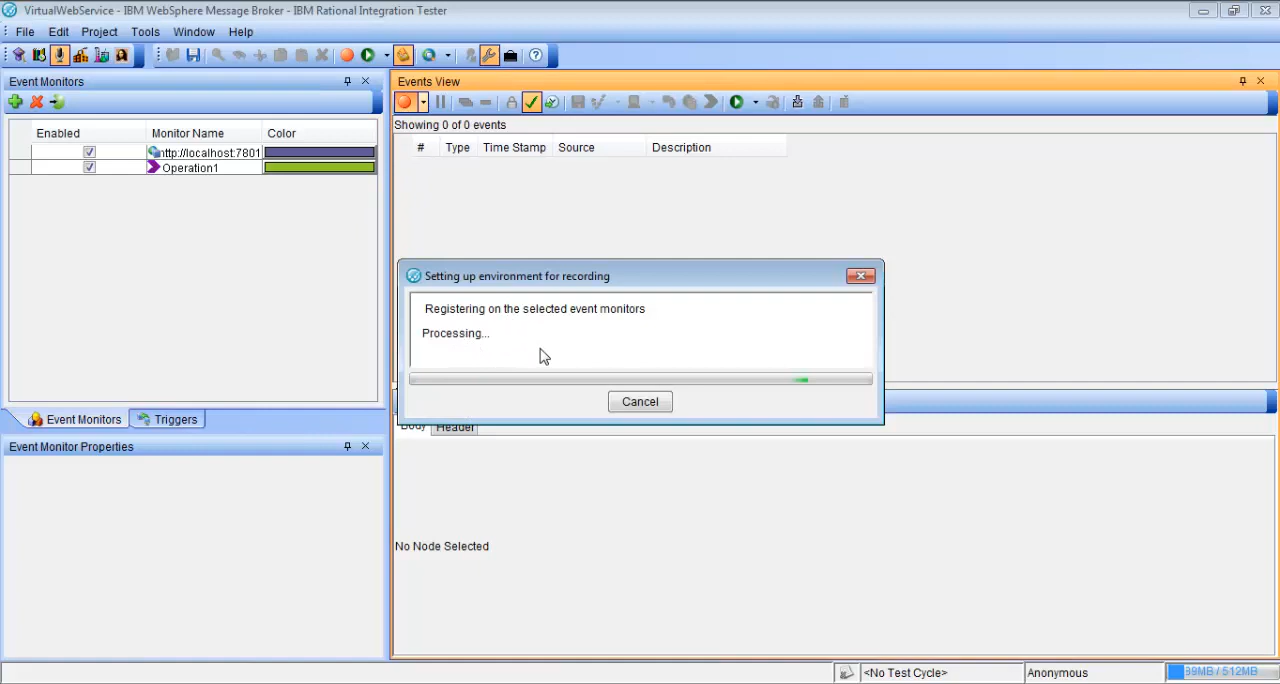 VirtualWebService - IBM WebSphere Message Broker - IBM Rational Integration Tester
File Edit Project Tools Window Help
Event Monitors
Events View
Showing 0 of 0 events
Enabled Monitor Name Color
# Type Time Stamp Source Description
http://localhost:7801
Operation1
Setting up environment for recording
Registering on the selected event monitors
Processing...
Cancel
Event Monitors Triggers
Body Header
Event Monitor Properties
No Node Selected
<No Test Cycle> Anonymous 89MB / 512MB